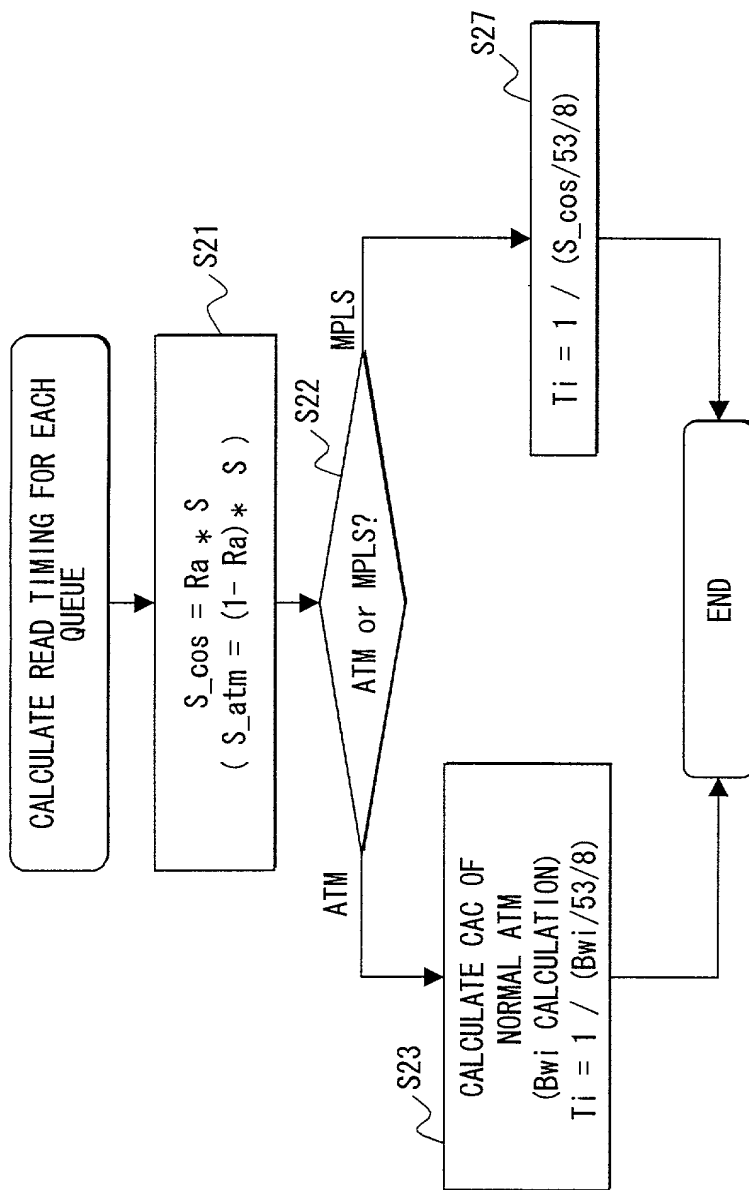 CALCULATE READ TIMING FOR EACH
QUEUE
S21
S_cos = Ra * S
( S_atm = (1- Ra)* S )
S22
ATM or MPLS?
ATM
MPLS
S23
CALCULATE CAC OF
NORMAL ATM
(Bwi CALCULATION)
Ti = 1 / (Bwi/53/8)
S27
Ti = 1 / (S_cos/53/8)
END